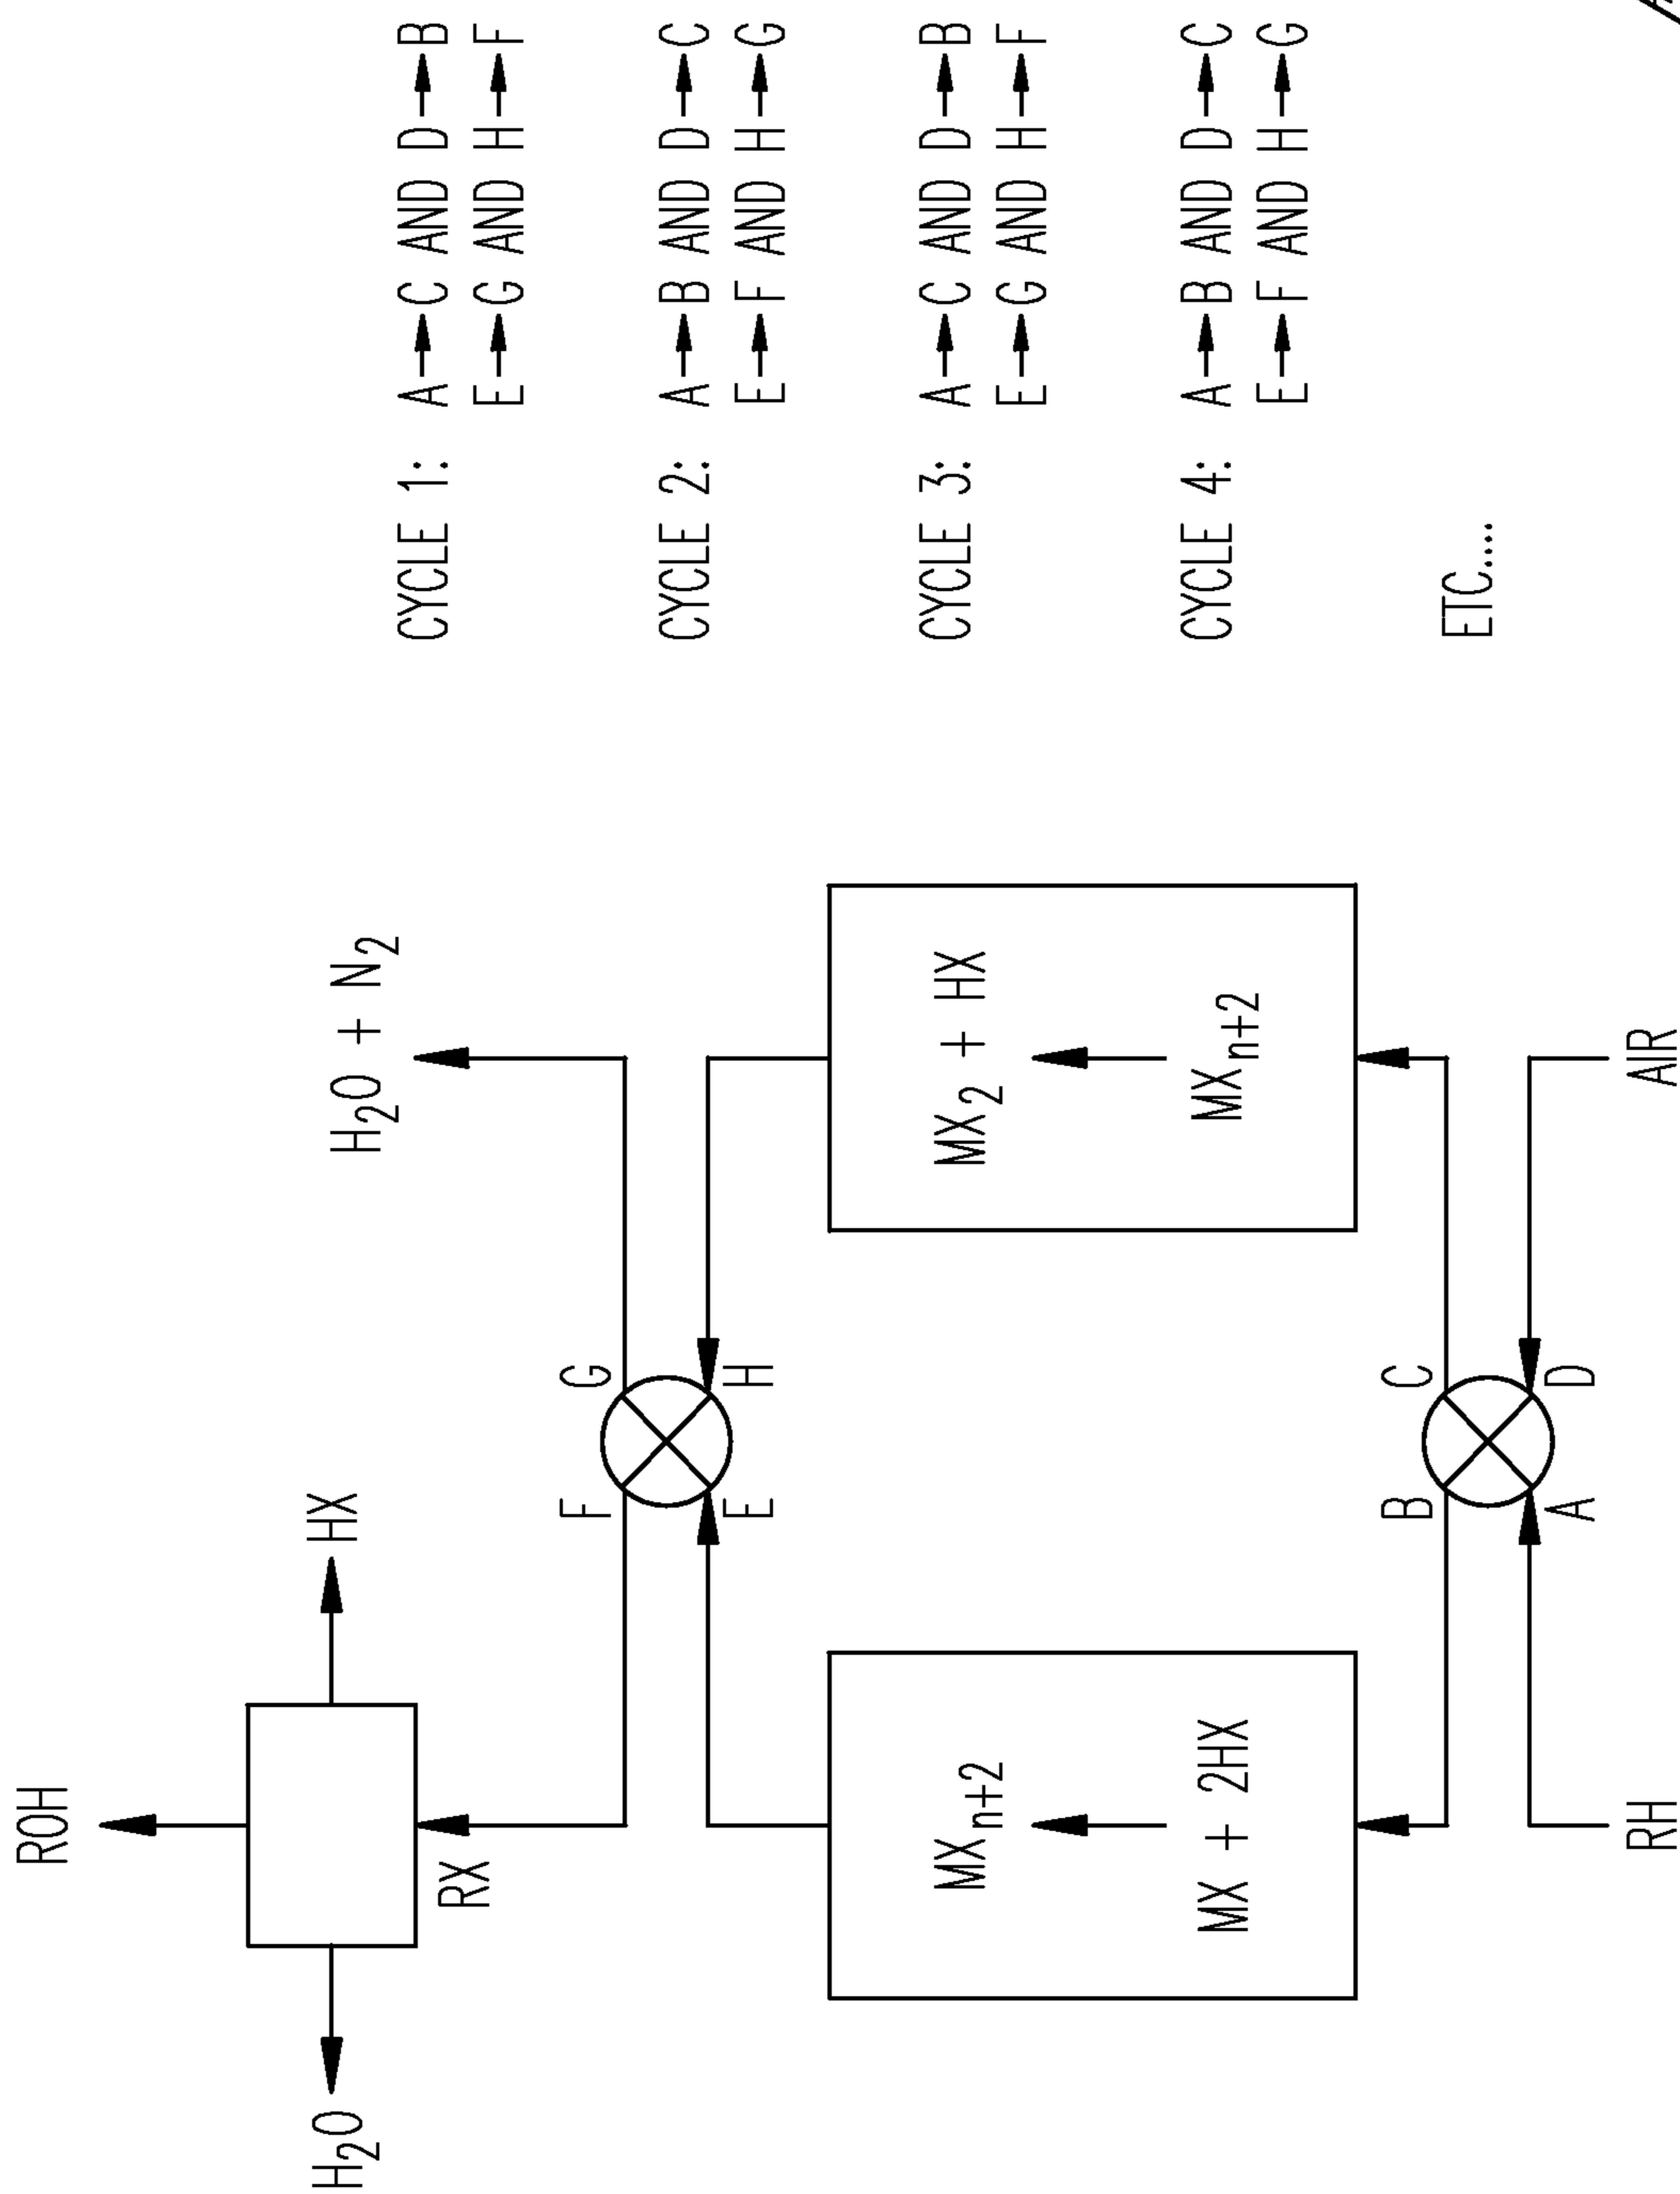 ROH
H₂O
HX
H₂O + N₂
RX
F
G
E
H
MXₙ₊₂
MX + 2HX
MX₂ + HX
MXₙ₊₂
B
C
A
D
RH
AIR
CYCLE 1: A→C AND D→B
E→G AND H→F
CYCLE 2: A→B AND D→C
E→F AND H→G
CYCLE 3: A→C AND D→B
E→G AND H→F
CYCLE 4: A→B AND D→C
E→F AND H→G
ETC....